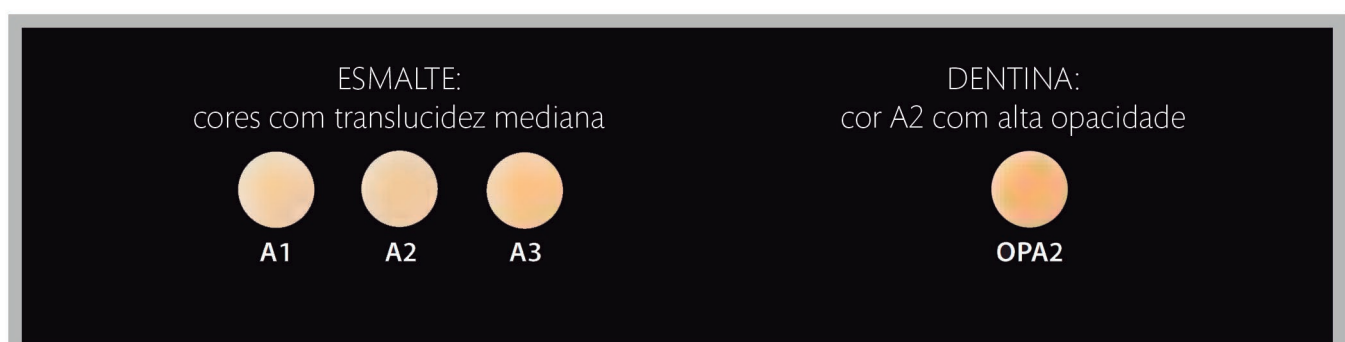 ESMALTE:
cores com translucidez mediana
A1 A2 A3
DENTINA:
cor A2 com alta opacidade
OPA2